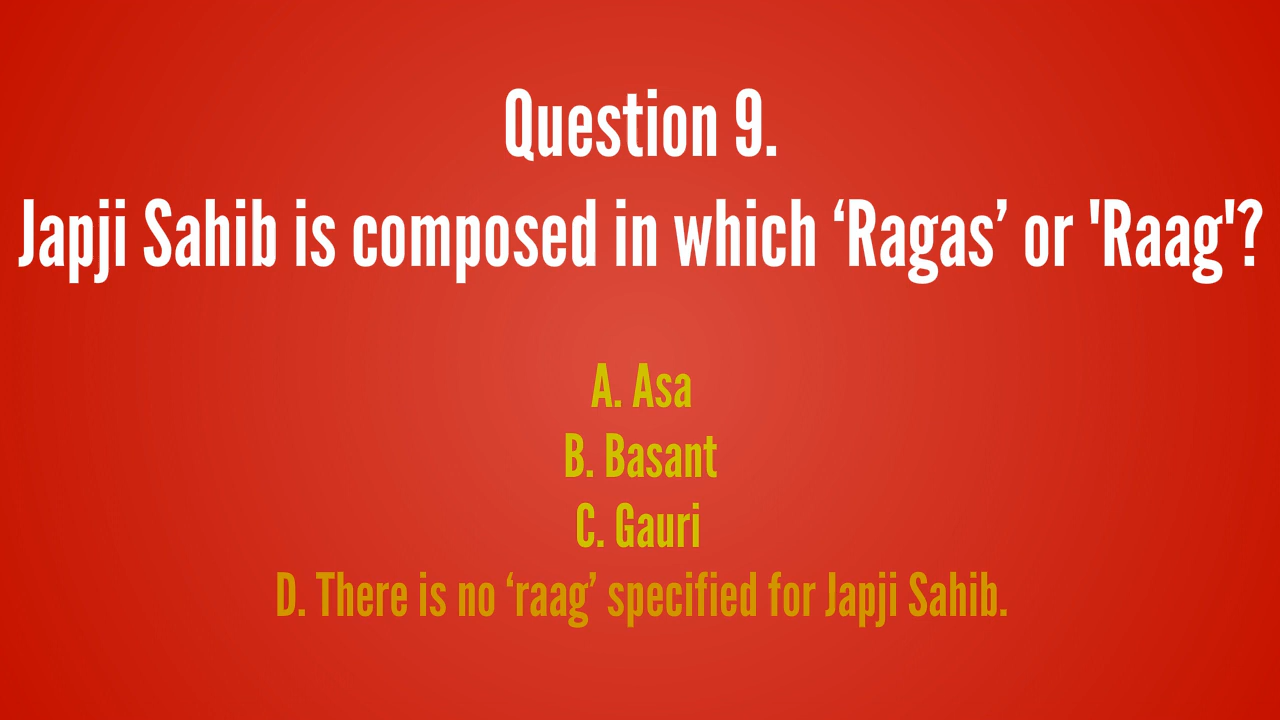 Question 9.
Japji Sahib is composed in which ‘Ragas’ or 'Raag'?
A. Asa
B. Basant
C. Gauri
D. There is no ‘raag’ specified for Japji Sahib.